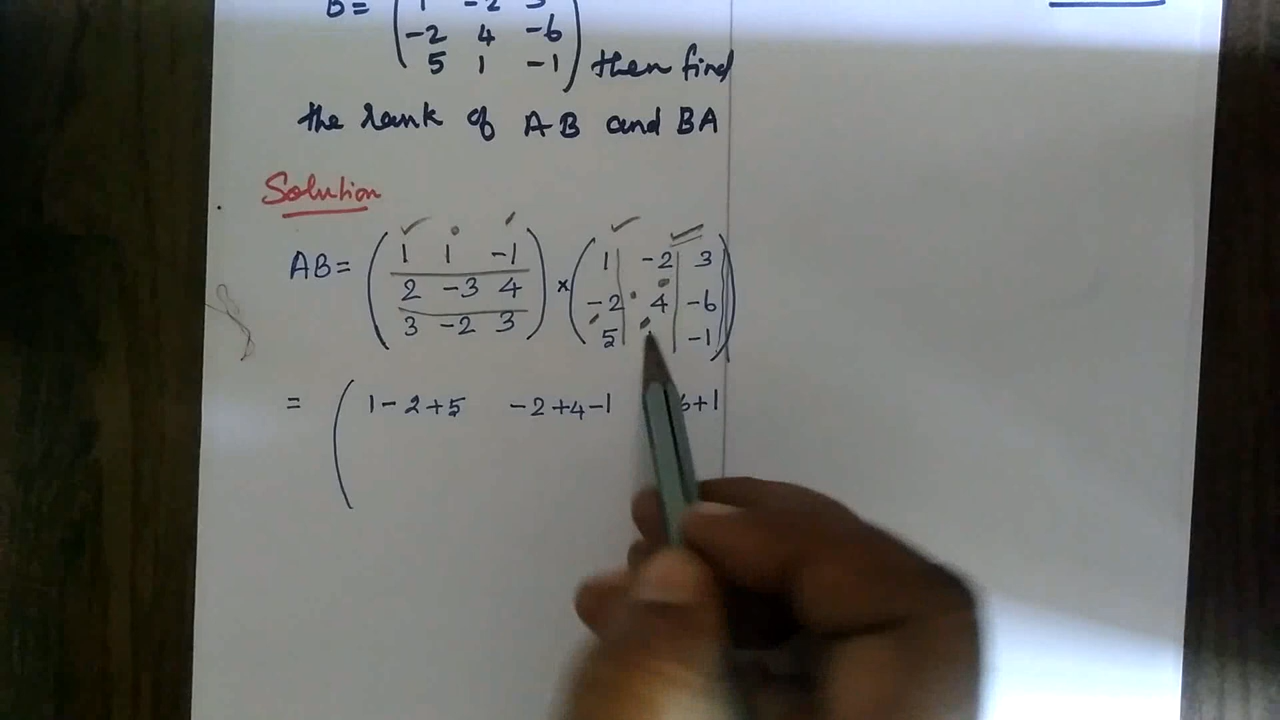 B= 1 -2 3
-2 4 -6
5 1 -1 then find
the rank of AB and BA
Solution
AB= ( 1 1 -1 ) × ( 1 -2 3 )
2 -3 4 -2 4 -6
3 -2 3 5 -1
= ( 1-2+5 -2+4-1 6+1